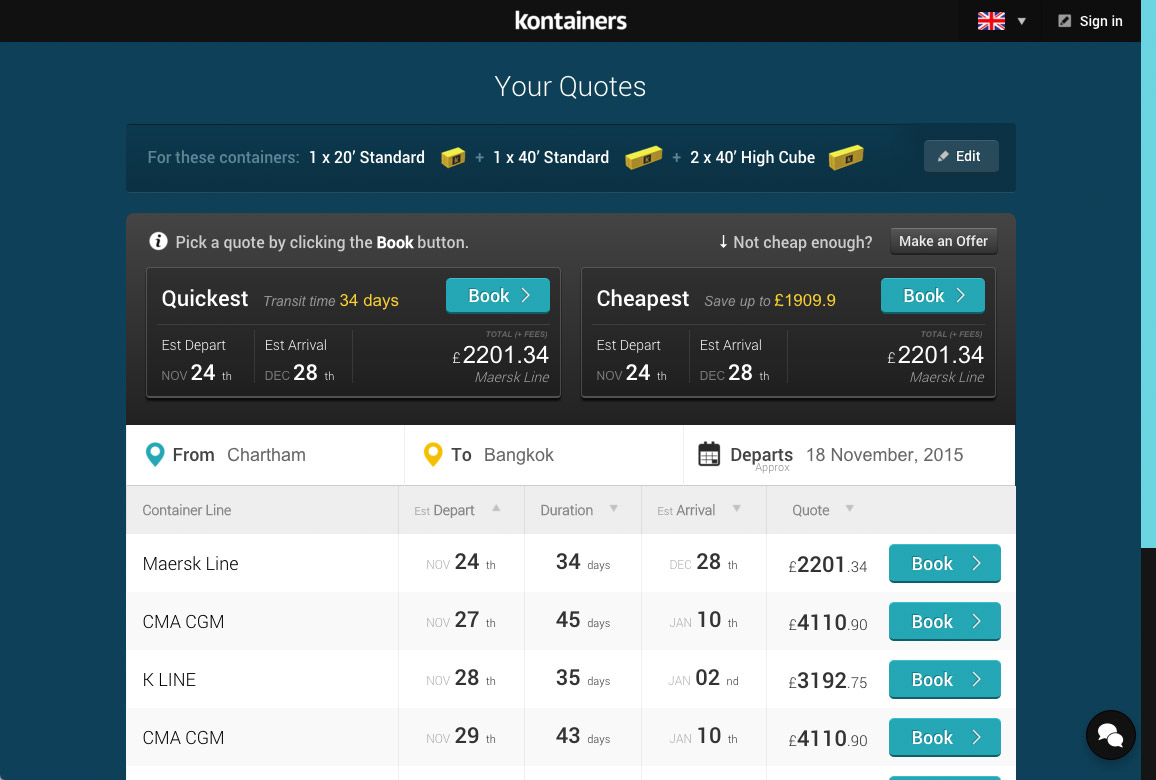 kontainers
Sign in
Your Quotes
For these containers: 1 x 20’ Standard + 1 x 40’ Standard + 2 x 40’ High Cube Edit
Pick a quote by clicking the Book button. Not cheap enough? Make an Offer
Quickest Transit time 34 days Book
Est Depart Est Arrival TOTAL (+ FEES)
NOV 24 th DEC 28 th £2201.34
Maersk Line
Cheapest Save up to £1909.9 Book
Est Depart Est Arrival TOTAL (+ FEES)
NOV 24 th DEC 28 th £2201.34
Maersk Line
From Chartham To Bangkok Departs 18 November, 2015
Approx
Container Line Est Depart Duration Est Arrival Quote
Maersk Line NOV 24 th 34 days DEC 28 th £2201.34 Book
CMA CGM NOV 27 th 45 days JAN 10 th £4110.90 Book
K LINE NOV 28 th 35 days JAN 02 nd £3192.75 Book
CMA CGM NOV 29 th 43 days JAN 10 th £4110.90 Book